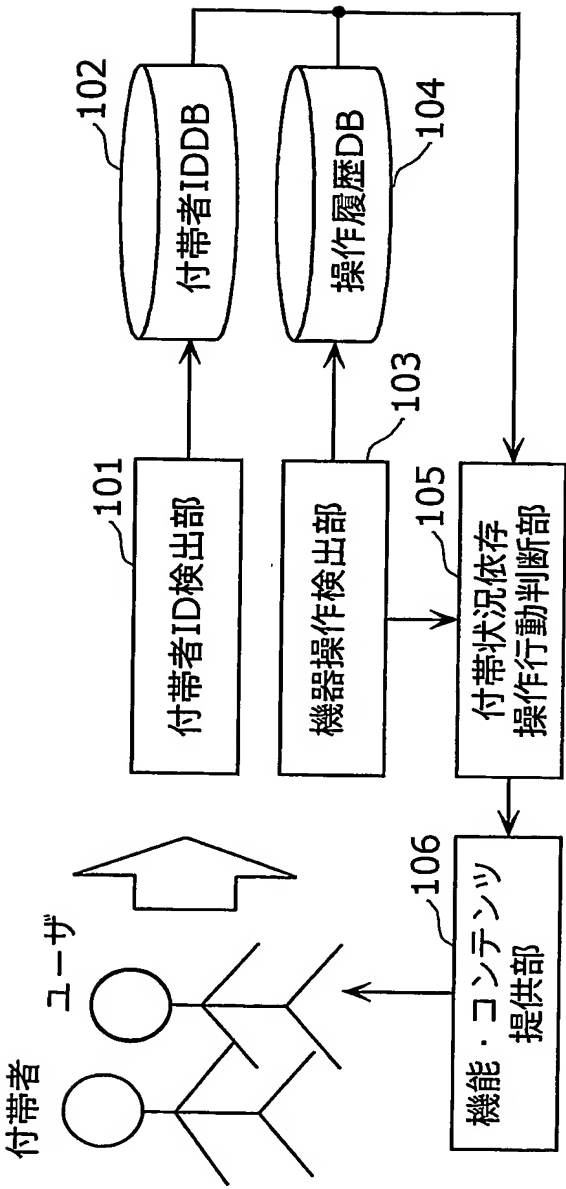 付帯者
ユーザ
101
付帯者ID検出部
102
付帯者IDDB
103
機器操作検出部
104
操作履歴DB
105
付帯状況依存
操作行動判断部
106
機能・コンテンツ
提供部